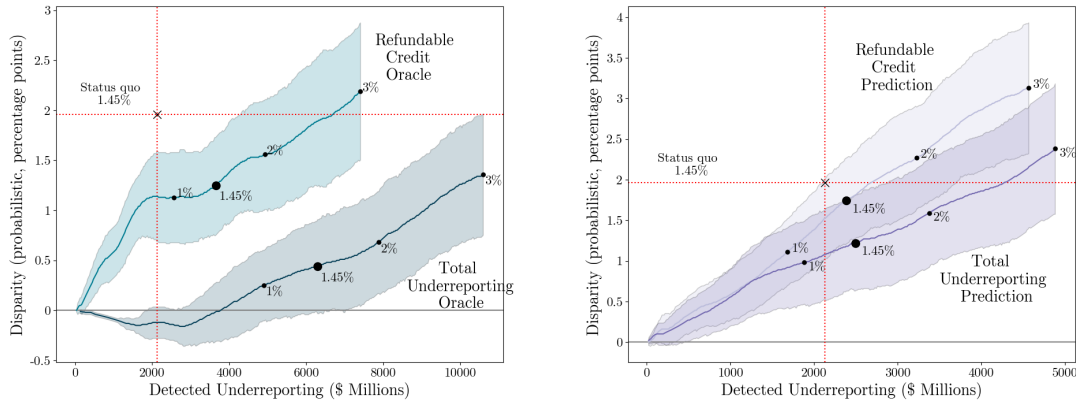 3
2.5
2
1.5
1
0.5
0
-0.5
Disparity (probabilistic, percentage points)
Refundable
Credit
Oracle
Status quo
1.45%
3%
2%
1%
1.45%
3%
2%
1.45%
1%
Total
Underreporting
Oracle
0
2000
4000
6000
8000
10000
Detected Underreporting ($ Millions)
4
3.5
3
2.5
2
1.5
1
0.5
0
Disparity (probabilistic, percentage points)
Refundable
Credit
Prediction
Status quo
1.45%
3%
2%
1.45%
1%
3%
2%
1.45%
1%
Total
Underreporting
Prediction
0
1000
2000
3000
4000
5000
Detected Underreporting ($ Millions)